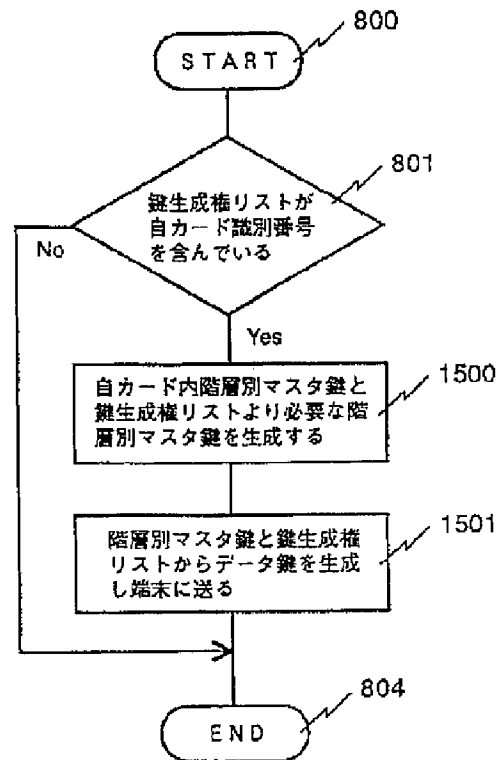 800
START
801
鍵生成権リストが
自カード識別番号
を含んでいる
No
Yes
1500
自カード内階層別マスタ鍵と
鍵生成権リストより必要な階
層別マスタ鍵を生成する
1501
階層別マスタ鍵と鍵生成権
リストからデータ鍵を生成
し端末に送る
804
END